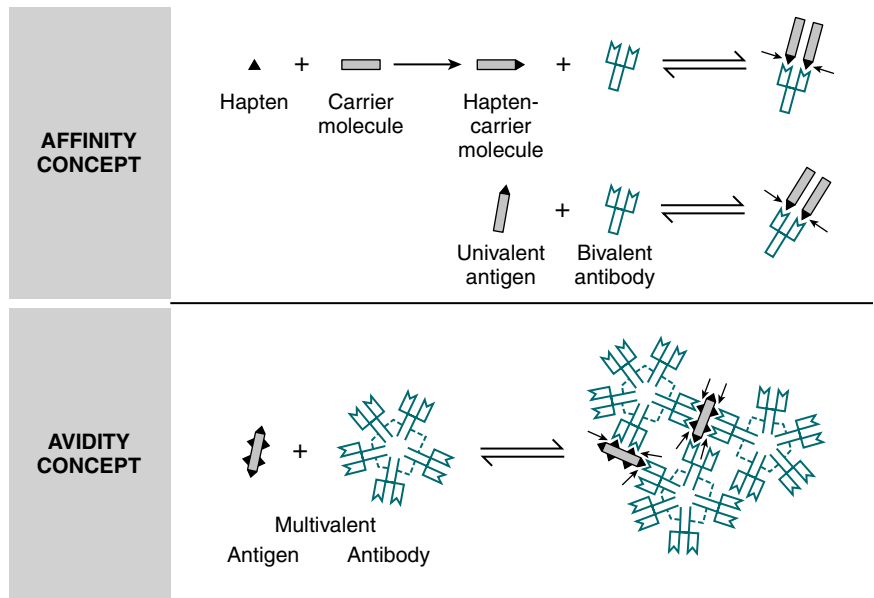 AFFINITY
CONCEPT
+
+
Hapten
Carrier
molecule
Hapten-
carrier
molecule
+
Univalent
antigen
Bivalent
antibody
AVIDITY
CONCEPT
+
Multivalent
Antigen
Antibody